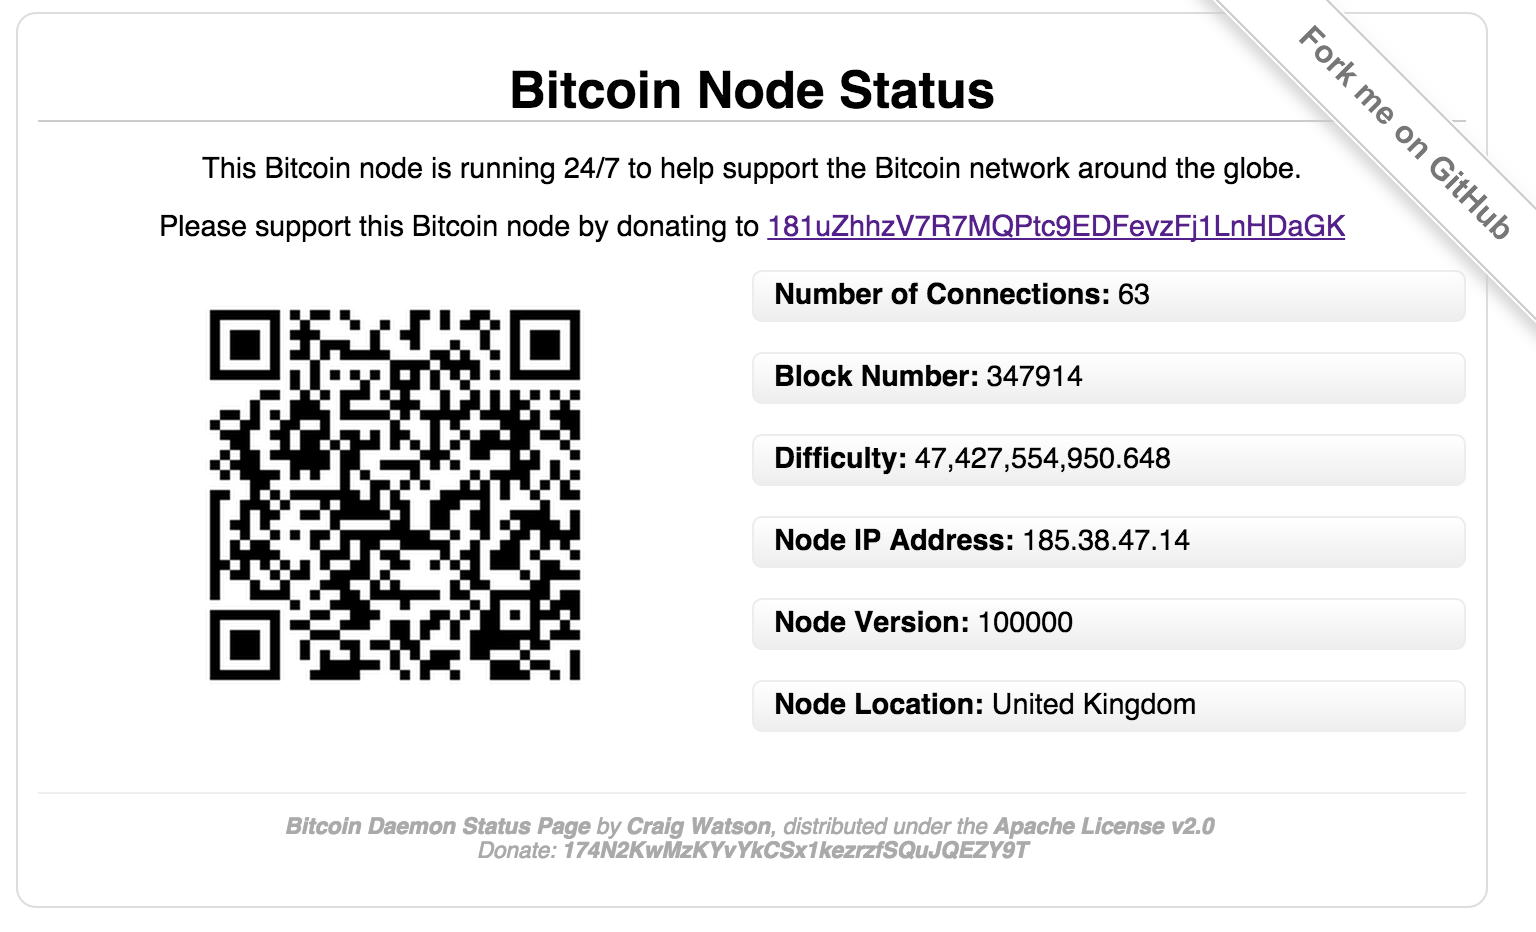 Fork me on GitHub
Bitcoin Node Status
This Bitcoin node is running 24/7 to help support the Bitcoin network around the globe.
Please support this Bitcoin node by donating to 181uZhhzV7R7MQPtc9EDFevzFj1LnHDaGK
Number of Connections: 63
Block Number: 347914
Difficulty: 47,427,554,950.648
Node IP Address: 185.38.47.14
Node Version: 100000
Node Location: United Kingdom
Bitcoin Daemon Status Page by Craig Watson, distributed under the Apache License v2.0
Donate: 174N2KwMzKYvYkCSx1kezrzfSQuJQEZY9T